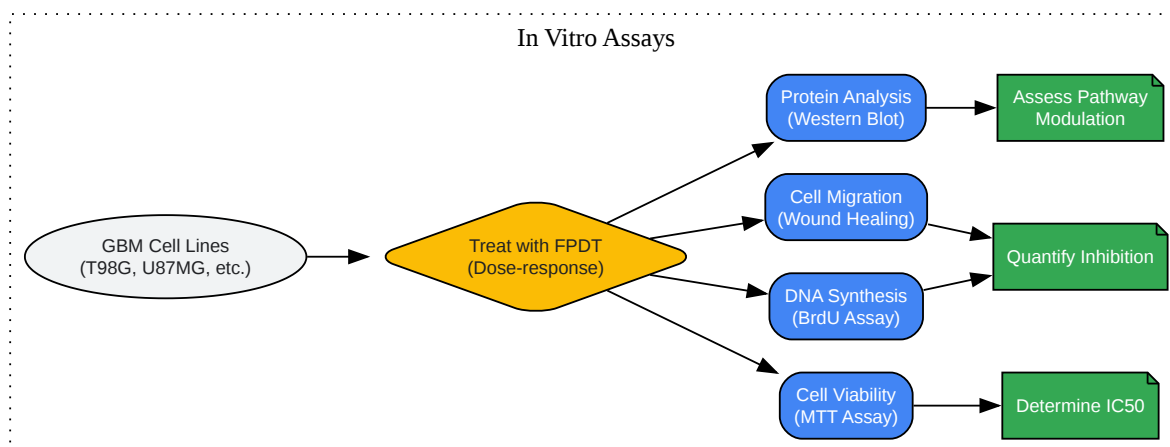 In Vitro Assays
GBM Cell Lines
(T98G, U87MG, etc.)
Treat with FPDT
(Dose-response)
Protein Analysis
(Western Blot)
Assess Pathway
Modulation
Cell Migration
(Wound Healing)
Quantify Inhibition
DNA Synthesis
(BrdU Assay)
Cell Viability
(MTT Assay)
Determine IC50